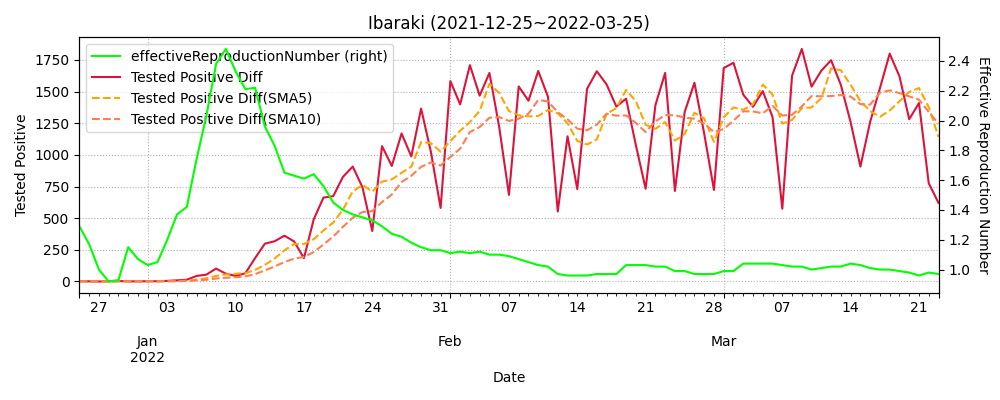 Ibaraki (2021-12-25~2022-03-25)
effectiveReproductionNumber (right)
Tested Positive Diff
Tested Positive Diff(SMA5)
Tested Positive Diff(SMA10)
Tested Positive
1750
1500
1250
1000
750
500
250
0
Effective Reproduction Number
2.4
2.2
2.0
1.8
1.6
1.4
1.2
1.0
27 03 10 17 24 31 07 14 21 28 07 14 21
Jan Feb Mar
2022
Date